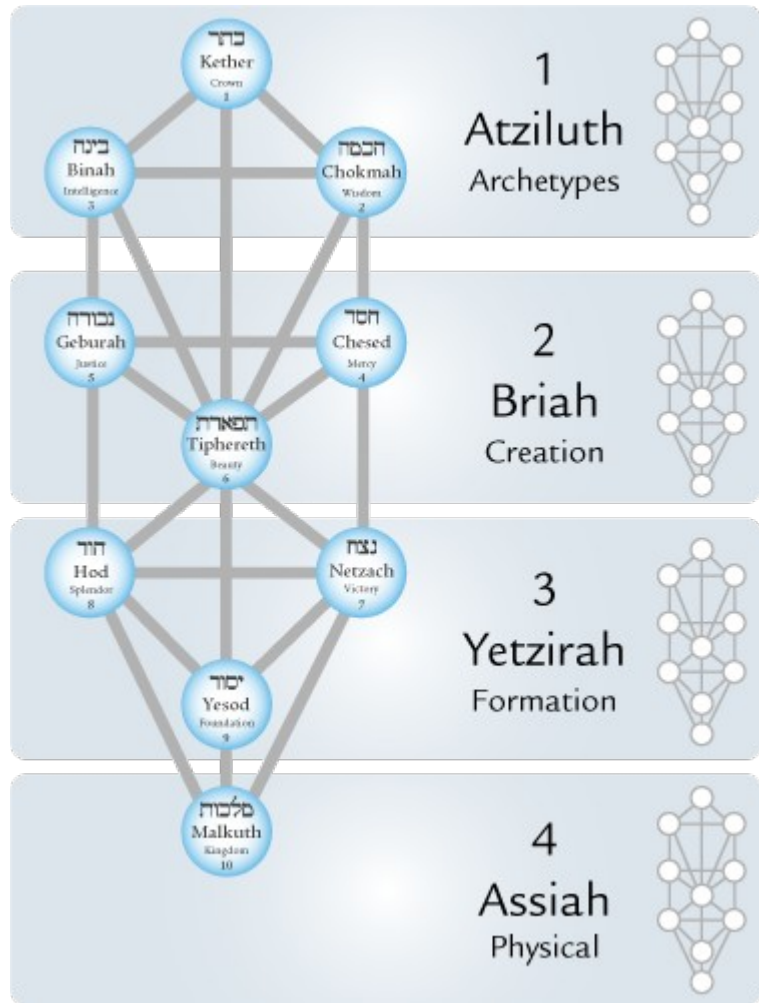 כתר
Kether
Crown
1
בינה
Binah
Intelligence
3
חכמה
Chokmah
Wisdom
2
1
Atziluth
Archetypes
גבורה
Geburah
Justice
5
חסד
Chesed
Mercy
4
תפארת
Tiphereth
Beauty
6
2
Briah
Creation
הוד
Hod
Splendor
8
נצח
Netzach
Victory
7
יסוד
Yesod
Foundation
9
3
Yetzirah
Formation
מלכות
Malkuth
Kingdom
10
4
Assiah
Physical